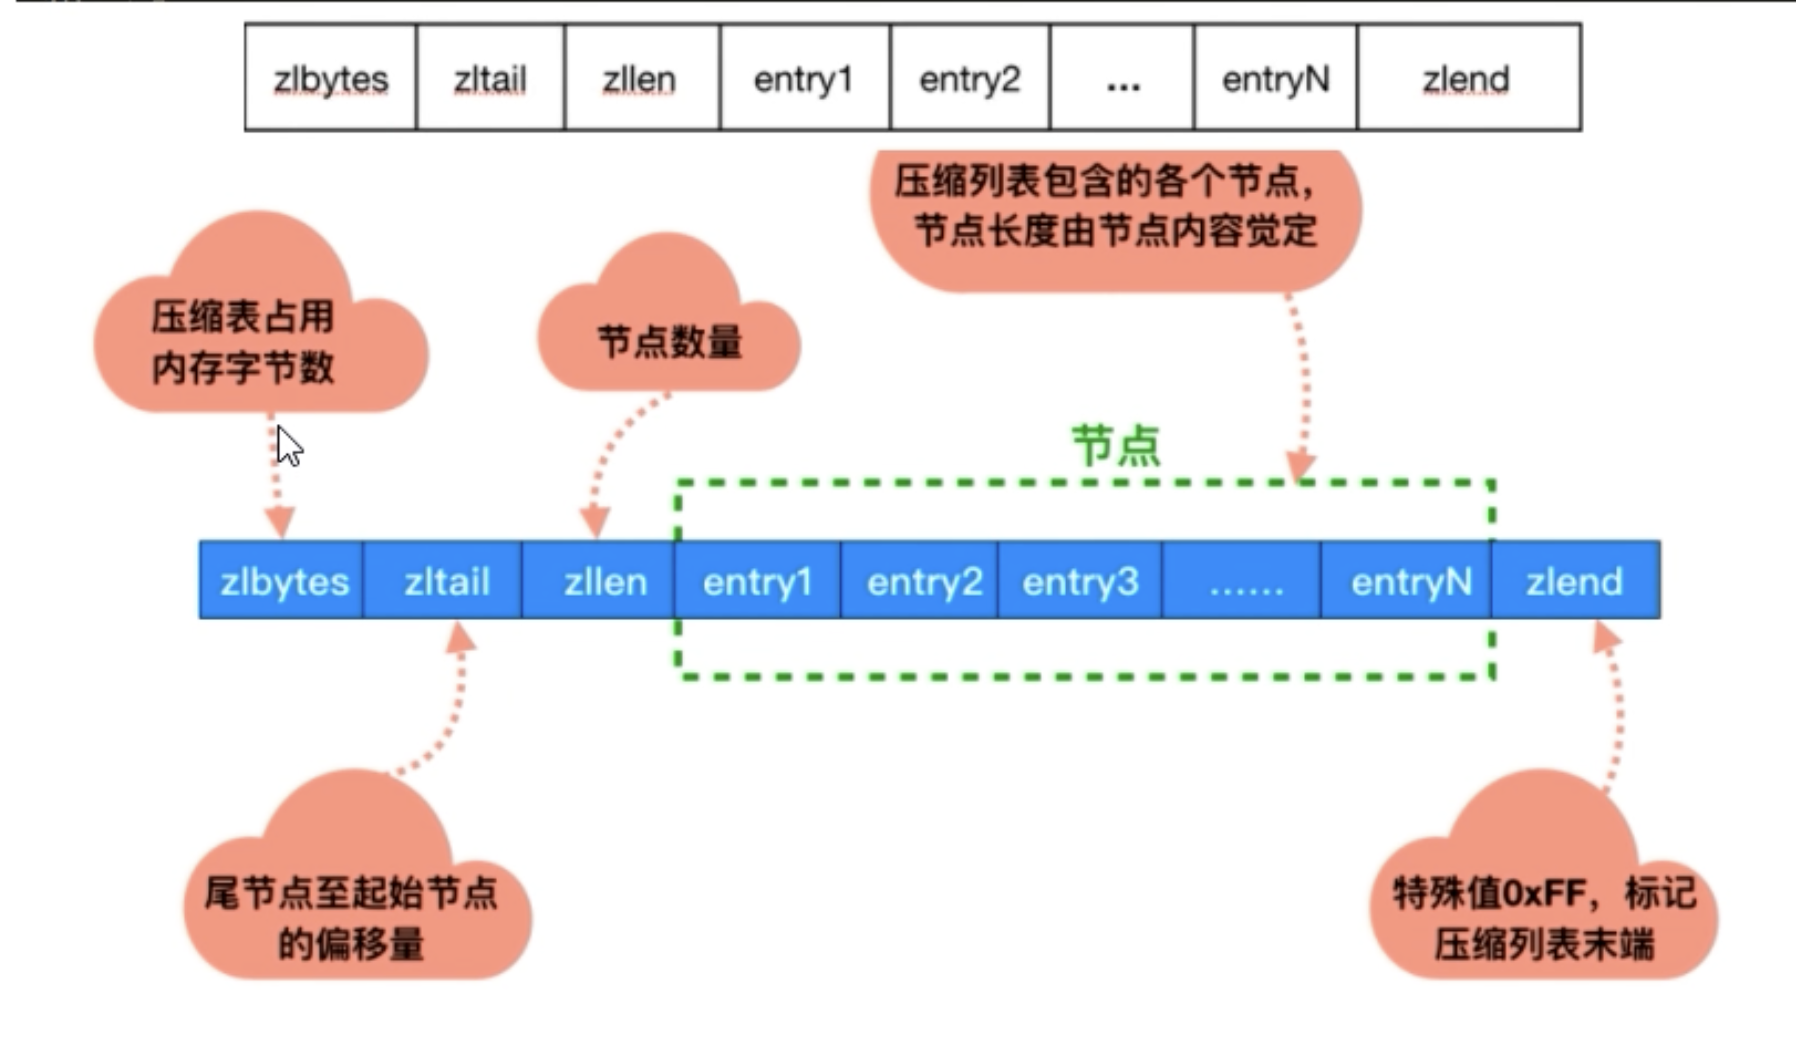 zlbytes zltail zllen entry1 entry2 ... entryN zlend
压缩列表包含的各个节点，
节点长度由节点内容觉定
压缩表占用
内存字节数
节点数量
节点
zlbytes zltail zllen entry1 entry2 entry3 ...... entryN zlend
尾节点至起始节点
的偏移量
特殊值0xFF，标记
压缩列表末端